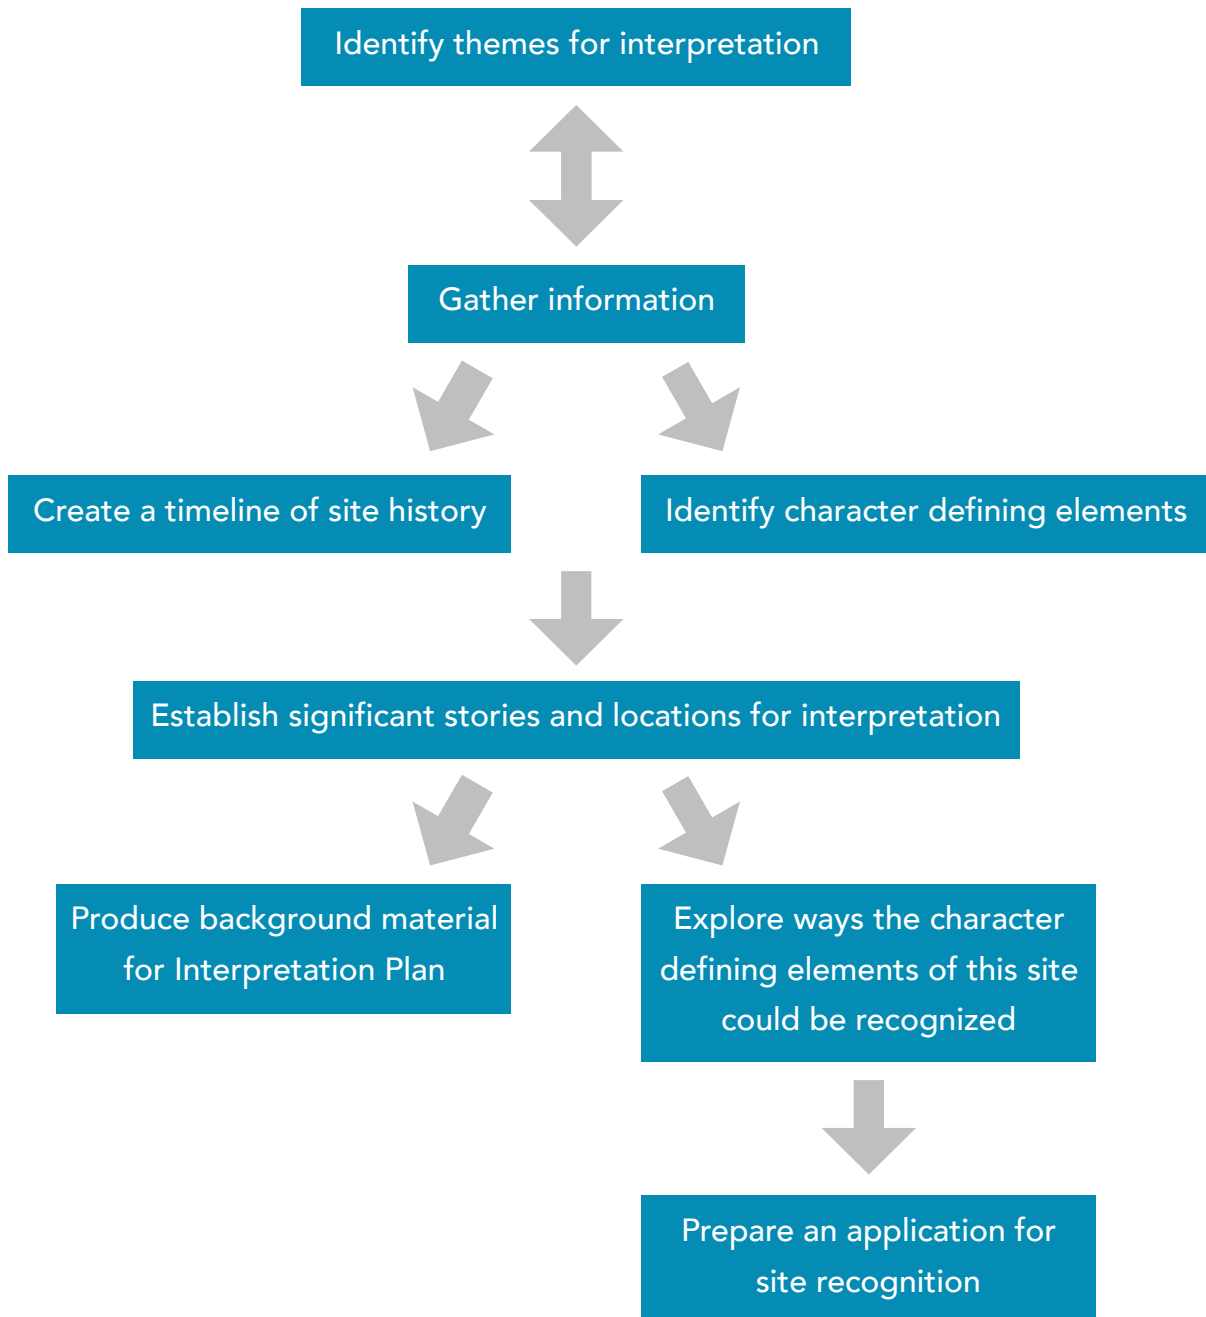 Identify themes for interpretation
Gather information
Create a timeline of site history
Identify character defining elements
Establish significant stories and locations for interpretation
Produce background material
for Interpretation Plan
Explore ways the character
defining elements of this site
could be recognized
Prepare an application for
site recognition